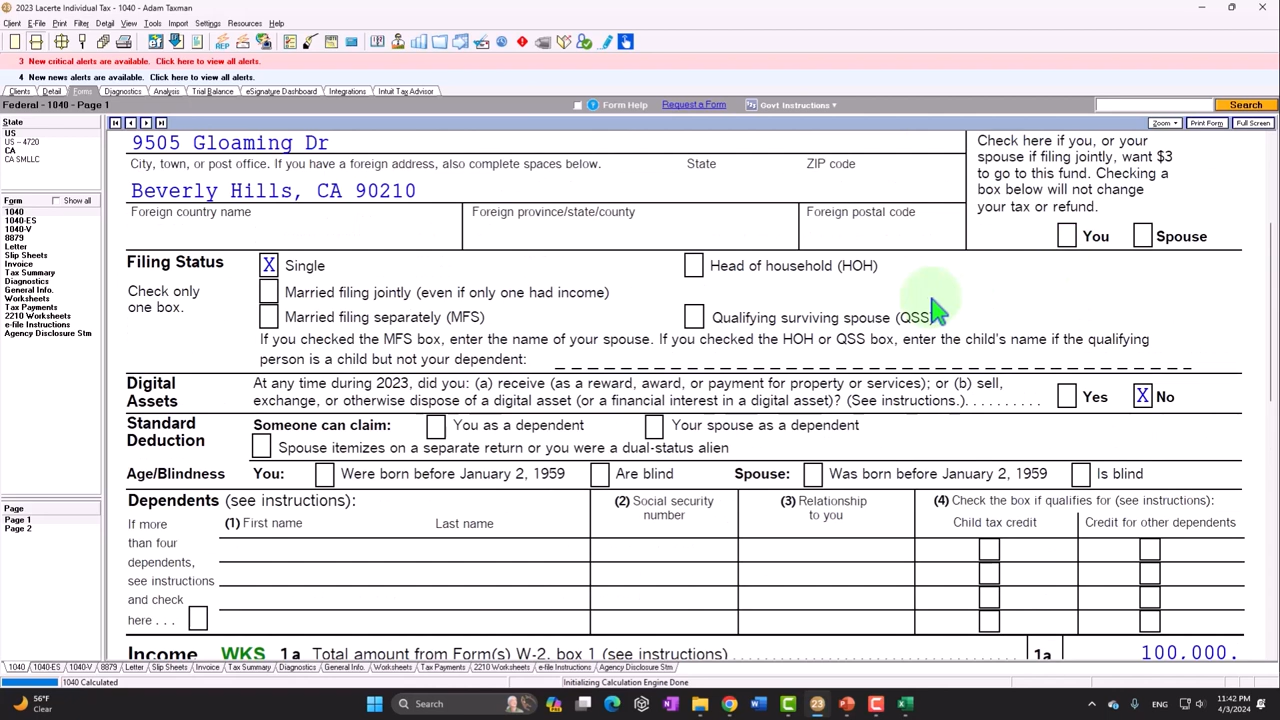 2023 Lacerte Individual Tax - 1040 - Adam Taxman
Client E-File Print Filter Detail View Tools Import Settings Resources Help
3 New critical alerts are available. Click here to view all alerts.
4 New news alerts are available. Click here to view all alerts.
Clients Detail Forms Diagnostics Analysis Trial Balance eSignature Dashboard Integrations Intuit Tax Advisor
Federal - 1040 - Page 1
Form Help Request a Form Govt Instructions Search
State
US
US - 4720
CA
CA SMLLC
Form Show all
1040
1040-ES
1040-V
8879
Letter
Slip Sheets
Invoice
Tax Summary
Diagnostics
General Info.
Worksheets
Tax Payments
2210 Worksheets
e-file Instructions
Agency Disclosure Stm
Page
Page 1
Page 2
Zoom Print Form Full Screen
9505 Gloaming Dr
City, town, or post office. If you have a foreign address, also complete spaces below. State ZIP code
Beverly Hills, CA 90210
Foreign country name Foreign province/state/county Foreign postal code
Check here if you, or your
spouse if filing jointly, want $3
to go to this fund. Checking a
box below will not change
your tax or refund.
You Spouse
Filing Status X Single Head of household (HOH)
Check only
one box.
Married filing jointly (even if only one had income)
Married filing separately (MFS) Qualifying surviving spouse (QSS)
If you checked the MFS box, enter the name of your spouse. If you checked the HOH or QSS box, enter the child's name if the qualifying
person is a child but not your dependent:
Digital
Assets
At any time during 2023, did you: (a) receive (as a reward, award, or payment for property or services); or (b) sell,
exchange, or otherwise dispose of a digital asset (or a financial interest in a digital asset)? (See instructions.) . . . . . . . . . . Yes X No
Standard
Deduction
Someone can claim: You as a dependent Your spouse as a dependent
Spouse itemizes on a separate return or you were a dual-status alien
Age/Blindness You: Were born before January 2, 1959 Are blind Spouse: Was born before January 2, 1959 Is blind
Dependents (see instructions):
(1) First name Last name
(2) Social security
number
(3) Relationship
to you
(4) Check the box if qualifies for (see instructions):
Child tax credit Credit for other dependents
If more
than four
dependents,
see instructions
and check
here . . .
Income WKS 1a Total amount from Form(s) W-2, box 1 (see instructions) 1a 100,000.
1040 1040-ES 1040-V 8879 Letter Slip Sheets Invoice Tax Summary Diagnostics General Info. Worksheets Tax Payments 2210 Worksheets e-file Instructions Agency Disclosure Stm
1040 Calculated Initializing Calculation Engine Done
56°F
Clear
Search
11:42 PM
4/3/2024